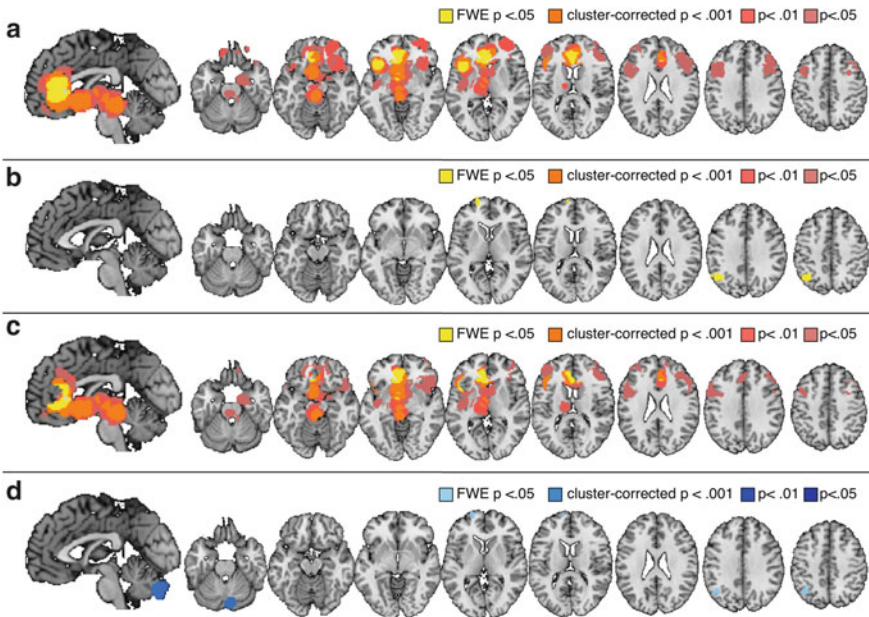 FWE p <.05 cluster-corrected p < .001 p< .01 p<.05
a
FWE p <.05 cluster-corrected p < .001 p< .01 p<.05
b
FWE p <.05 cluster-corrected p < .001 p< .01 p<.05
c
FWE p <.05 cluster-corrected p < .001 p< .01 p<.05
d